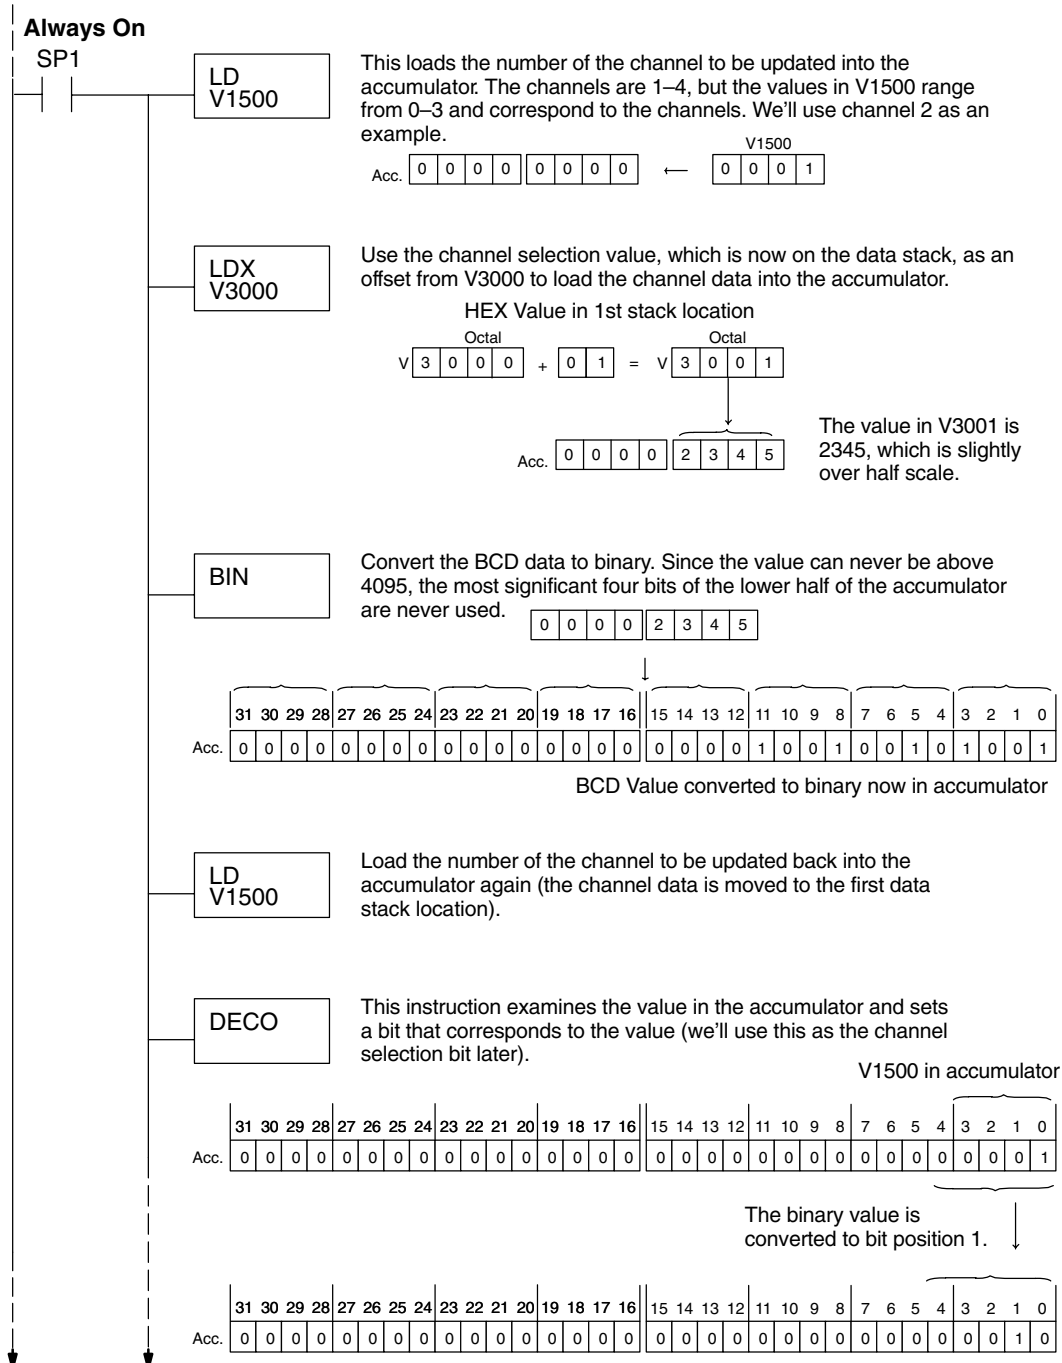 Always On
SP1
LD
V1500
This loads the number of the channel to be updated into the
accumulator. The channels are 1–4, but the values in V1500 range
from 0–3 and correspond to the channels. We'll use channel 2 as an
example.
V1500
Acc. 0 0 0 0 0 0 0 0 ← 0 0 0 1
LDX
V3000
Use the channel selection value, which is now on the data stack, as an
offset from V3000 to load the channel data into the accumulator.
HEX Value in 1st stack location
Octal Octal
V 3 0 0 0 + 0 1 = V 3 0 0 1
Acc. 0 0 0 0 2 3 4 5
The value in V3001 is
2345, which is slightly
over half scale.
BIN
Convert the BCD data to binary. Since the value can never be above
4095, the most significant four bits of the lower half of the accumulator
are never used.
0 0 0 0 2 3 4 5
31 30 29 28 27 26 25 24 23 22 21 20 19 18 17 16 15 14 13 12 11 10 9 8 7 6 5 4 3 2 1 0
Acc. 0 0 0 0 0 0 0 0 0 0 0 0 0 0 0 0 0 0 0 0 1 0 0 1 0 0 1 0 1 0 0 1
BCD Value converted to binary now in accumulator
LD
V1500
Load the number of the channel to be updated back into the
accumulator again (the channel data is moved to the first data
stack location).
DECO
This instruction examines the value in the accumulator and sets
a bit that corresponds to the value (we'll use this as the channel
selection bit later).
V1500 in accumulator
31 30 29 28 27 26 25 24 23 22 21 20 19 18 17 16 15 14 13 12 11 10 9 8 7 6 5 4 3 2 1 0
Acc. 0 0 0 0 0 0 0 0 0 0 0 0 0 0 0 0 0 0 0 0 0 0 0 0 0 0 0 0 0 0 0 1
The binary value is
converted to bit position 1.
31 30 29 28 27 26 25 24 23 22 21 20 19 18 17 16 15 14 13 12 11 10 9 8 7 6 5 4 3 2 1 0
Acc. 0 0 0 0 0 0 0 0 0 0 0 0 0 0 0 0 0 0 0 0 0 0 0 0 0 0 0 0 0 0 1 0